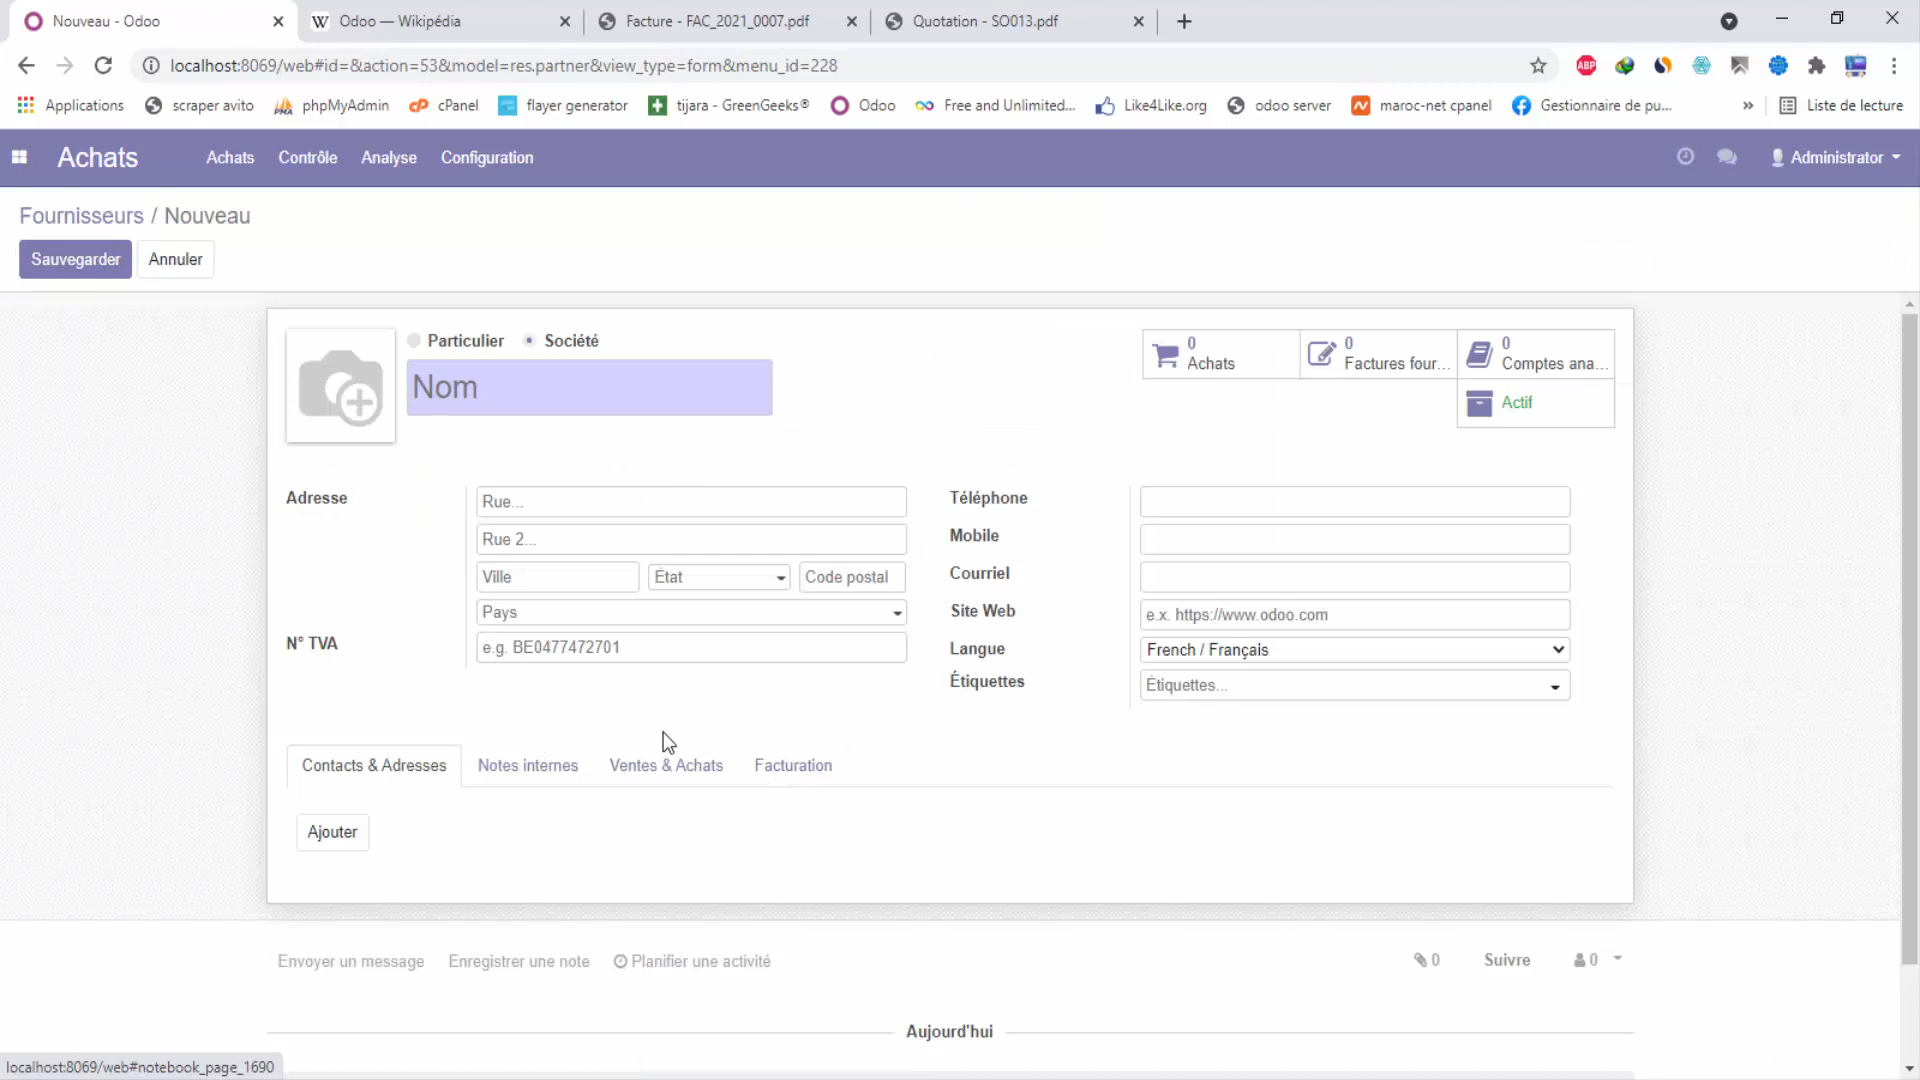 Nouveau - Odoo
W Odoo — Wikipédia
Facture - FAC_2021_0007.pdf
Quotation - SO013.pdf
localhost:8069/web#id=&action=53&model=res.partner&view_type=form&menu_id=228
ABP
Applications
scraper avito
phpMyAdmin
cPanel
flayer generator
tijara - GreenGeeks®
Odoo
Free and Unlimited...
Like4Like.org
odoo server
maroc-net cpanel
Gestionnaire de pu...
»
Liste de lecture
Achats
Achats
Contrôle
Analyse
Configuration
Administrator
Fournisseurs / Nouveau
Sauvegarder
Annuler
Particulier
Société
Nom
0
Achats
0
Factures four...
0
Comptes ana...
Actif
Adresse
Rue...
Rue 2...
Ville
État
Code postal
Pays
N° TVA
e.g. BE0477472701
Téléphone
Mobile
Courriel
Site Web
e.x. https://www.odoo.com
Langue
French / Français
Étiquettes
Étiquettes...
Contacts & Adresses
Notes internes
Ventes & Achats
Facturation
Ajouter
Envoyer un message
Enregistrer une note
Planifier une activité
0
Suivre
0
Aujourd'hui
localhost:8069/web#notebook_page_1690